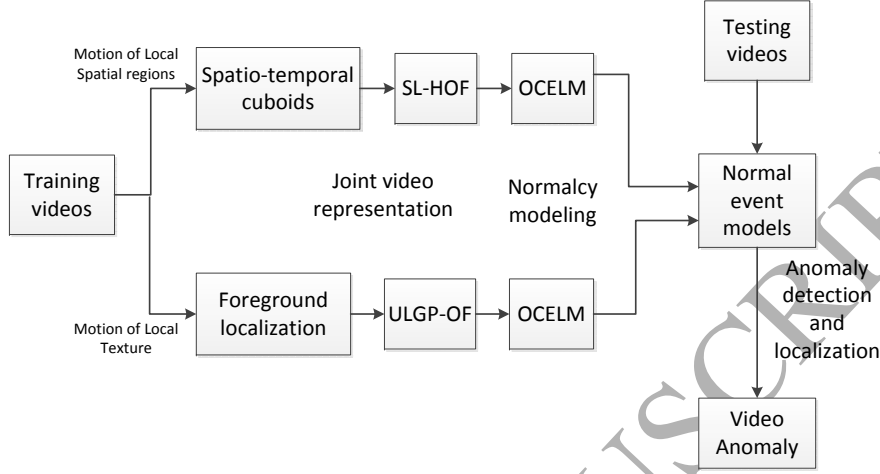 Motion of Local
Spatial regions
Spatio-temporal
cuboids
SL-HOF
OCELM
Testing
videos
Training
videos
Joint video
representation
Normalcy
modeling
Normal
event
models
Motion of Local
Texture
Foreground
localization
ULGP-OF
OCELM
Anomaly
detection
and
localization
Video
Anomaly
USCRIP